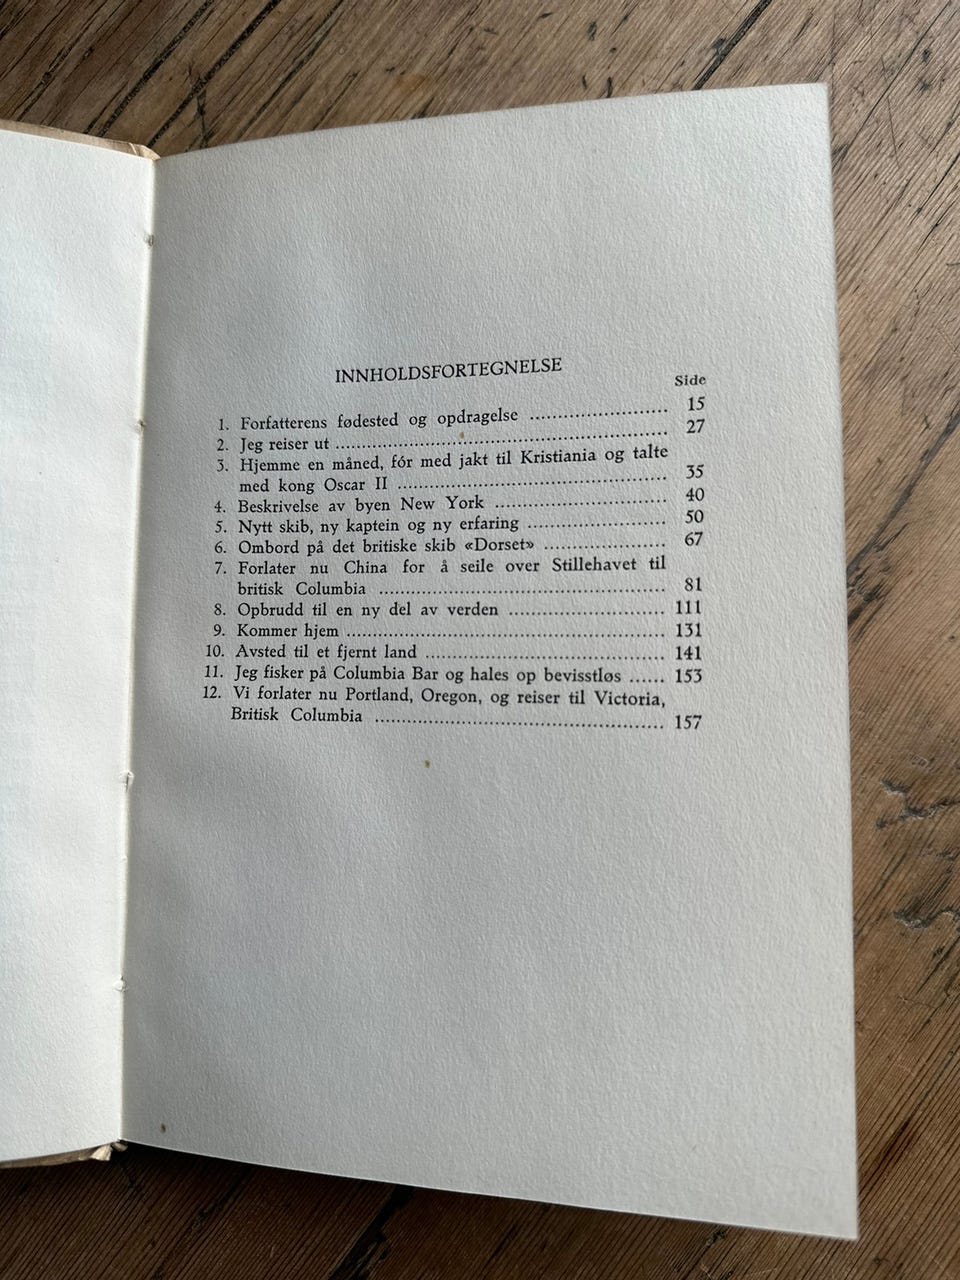 INNHOLDSFORTEGNELSE
Side
1. Forfatterens fødested og opdragelse ........................ 15
2. Jeg reiser ut .......................................................... 27
3. Hjemme en måned, fór med jakt til Kristiania og talte
med kong Oscar II ............................................... 35
4. Beskrivelse av byen New York ............................. 40
5. Nytt skib, ny kaptein og ny erfaring ........................ 50
6. Ombord på det britiske skib «Dorset» ..................... 67
7. Forlater nu China for å seile over Stillehavet til
britisk Columbia .................................................. 81
8. Opbrudd til en ny del av verden ........................... 111
9. Kommer hjem ....................................................... 131
10. Avsted til et fjernt land ........................................ 141
11. Jeg fisker på Columbia Bar og hales op bevisstløs ...... 153
12. Vi forlater nu Portland, Oregon, og reiser til Victoria,
Britisk Columbia .................................................. 157